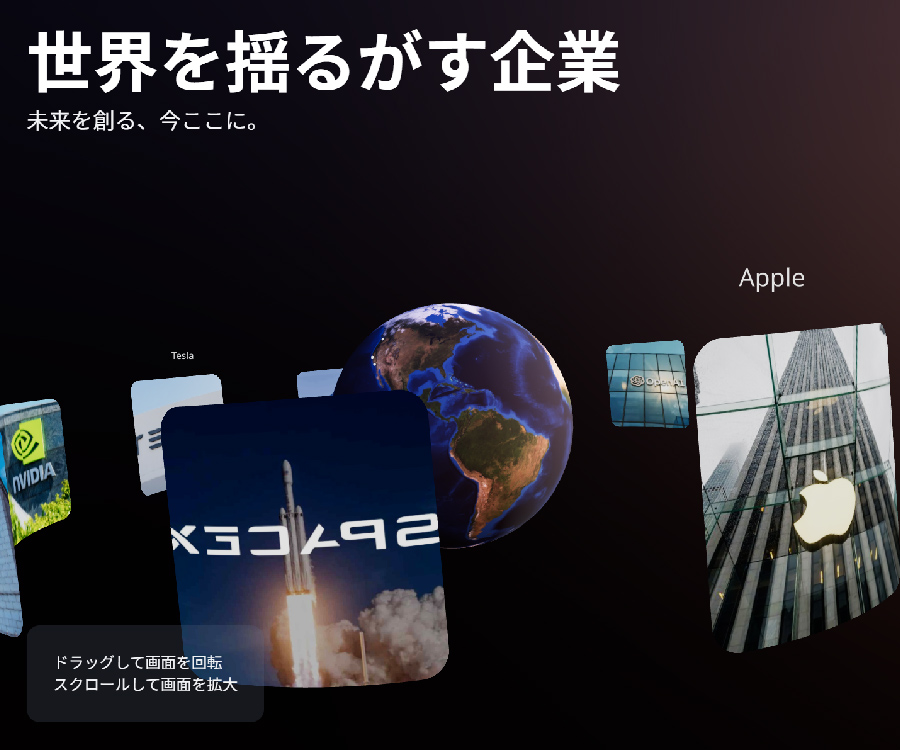 世界を揺るがす企業
未来を創る、今ここに。
Apple
Tesla
OpenAI
NVIDIA
SPACEX
ドラッグして画面を回転
スクロールして画面を拡大